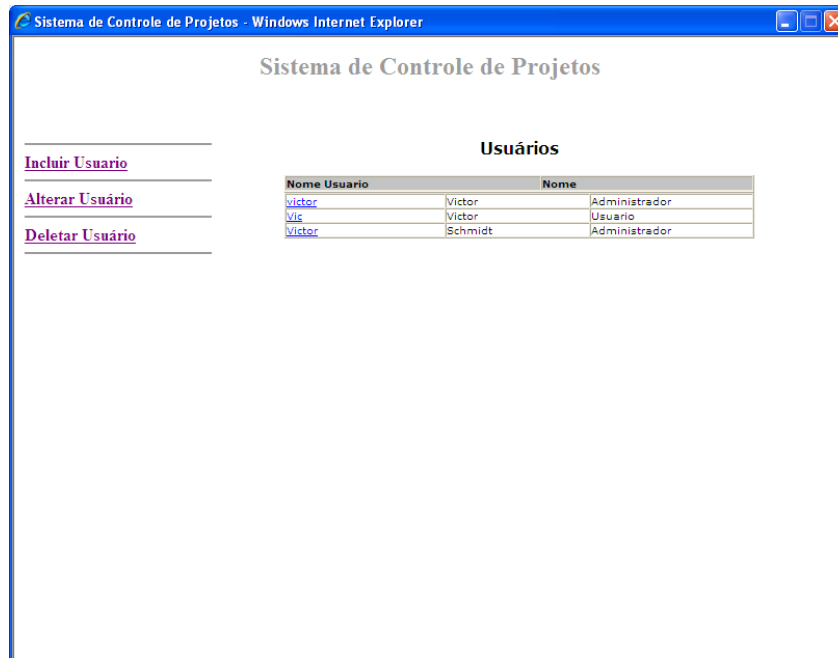 Sistema de Controle de Projetos - Windows Internet Explorer
Sistema de Controle de Projetos
Incluir Usuario
Alterar Usuário
Deletar Usuário
Usuários
Nome Usuario Nome
victor Victor Administrador
Vic Victor Usuario
Victor Schmidt Administrador